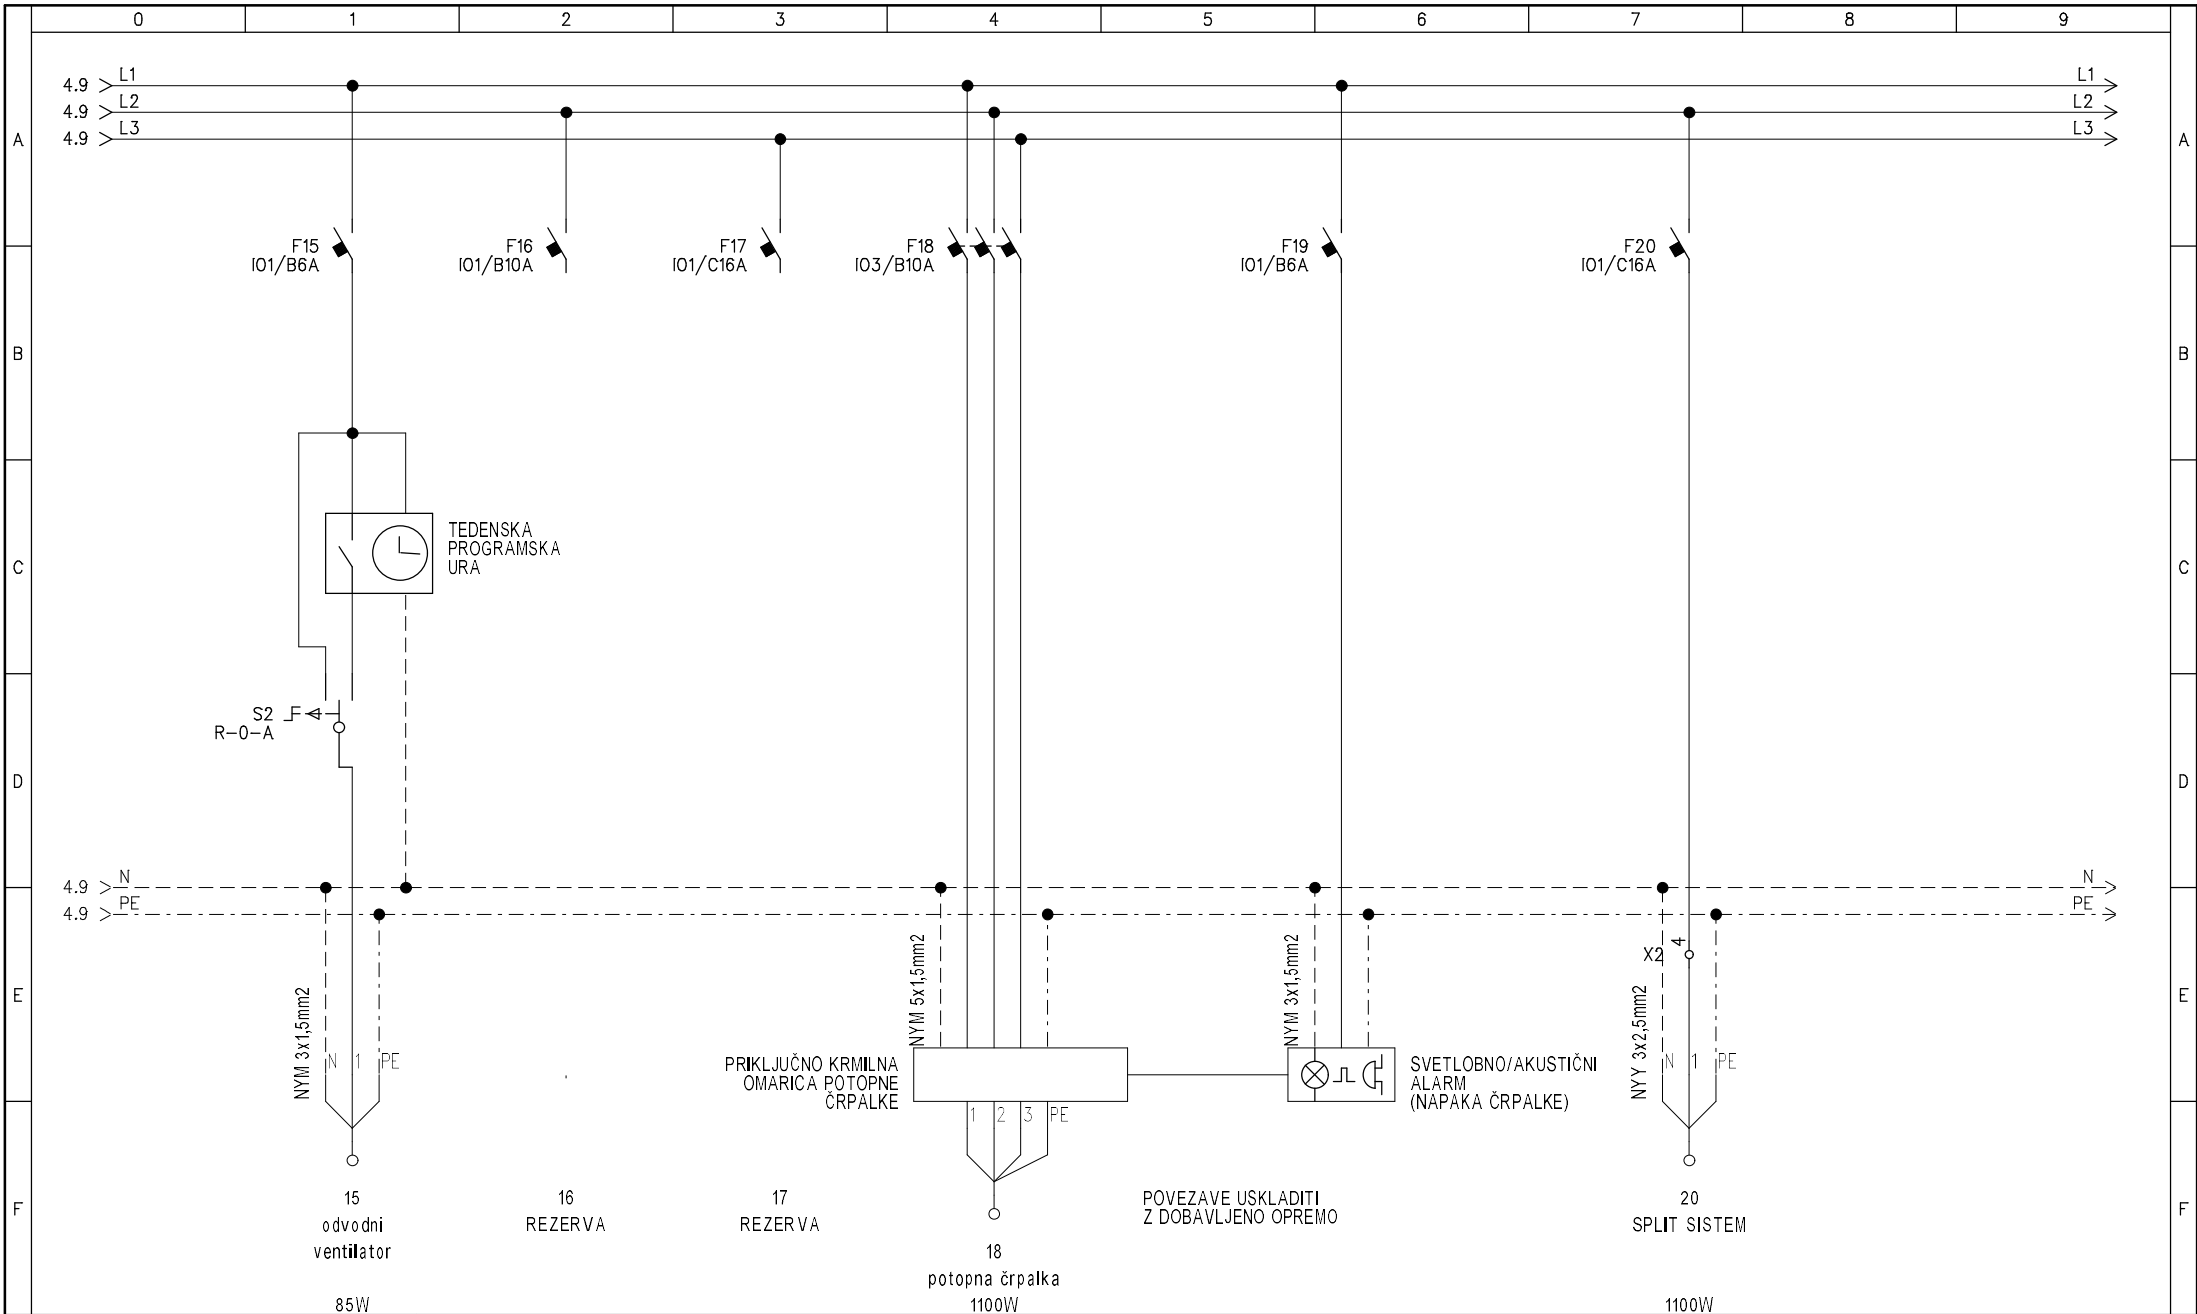 0 1 2 3 4 5 6 7 8 9
4.9 L1 L1
4.9 L2 L2
4.9 L3 L3
A A
F15 F16 F17 F18 F19 F20
I01/B6A I01/B10A I01/C16A I03/B10A I01/B6A I01/C16A
B B
TEDENSKA
PROGRAMSKA
URA
C C
S2
R-0-A
D D
4.9 N N
4.9 PE PE
NYM 3x1,5mm2
NYM 5x1,5mm2
NYM 3x1,5mm2
X2 4
NYY 3x2,5mm2
E E
N 1 PE
N 1 PE
PRIKLJUČNO KRMILNA
OMARICA POTOPNE
ČRPALKE
SVETLOBNO/AKUSTIČNI
ALARM
(NAPAKA ČRPALKE)
1 2 3 PE
F F
15
odvodni
ventilator
85W
16
REZERVA
17
REZERVA
18
potopna črpalka
1100W
POVEZAVE USKLADITI
Z DOBAVLJENO OPREMO
20
SPLIT SISTEM
1100W